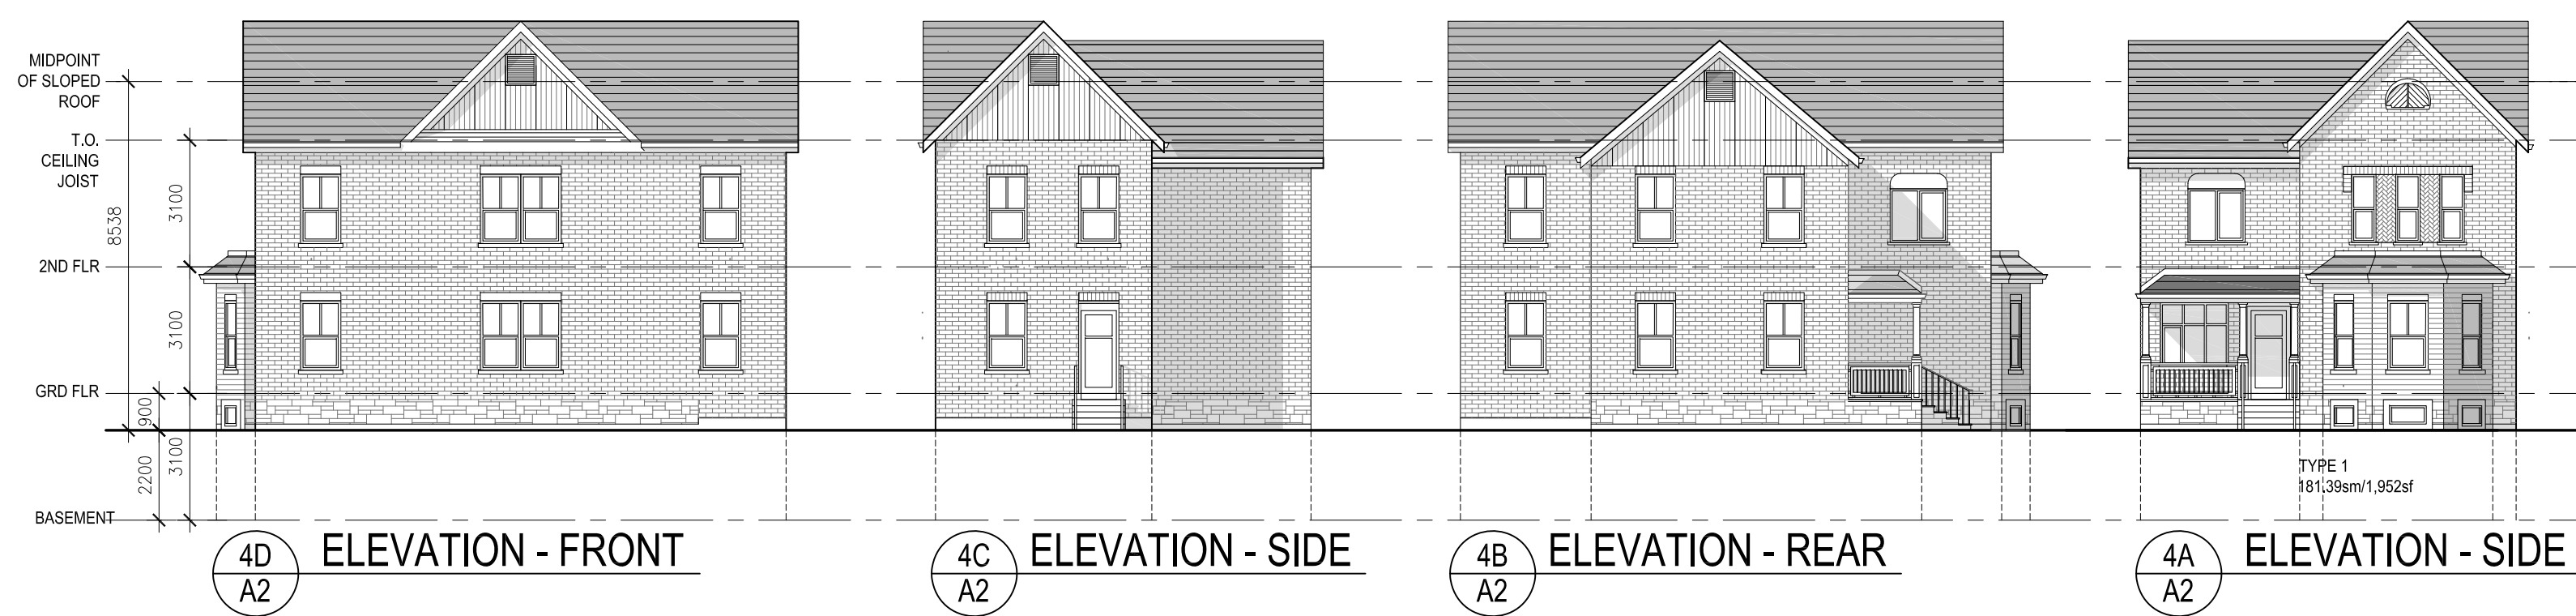 MIDPOINT
OF SLOPED
ROOF
T.O.
CEILING
JOIST
3100
8538
2ND FLR
3100
GRD FLR
900
3100
2200
BASEMENT
TYPE 1
181.39sm/1,952sf
4D
A2
ELEVATION - FRONT
4C
A2
ELEVATION - SIDE
4B
A2
ELEVATION - REAR
4A
A2
ELEVATION - SIDE